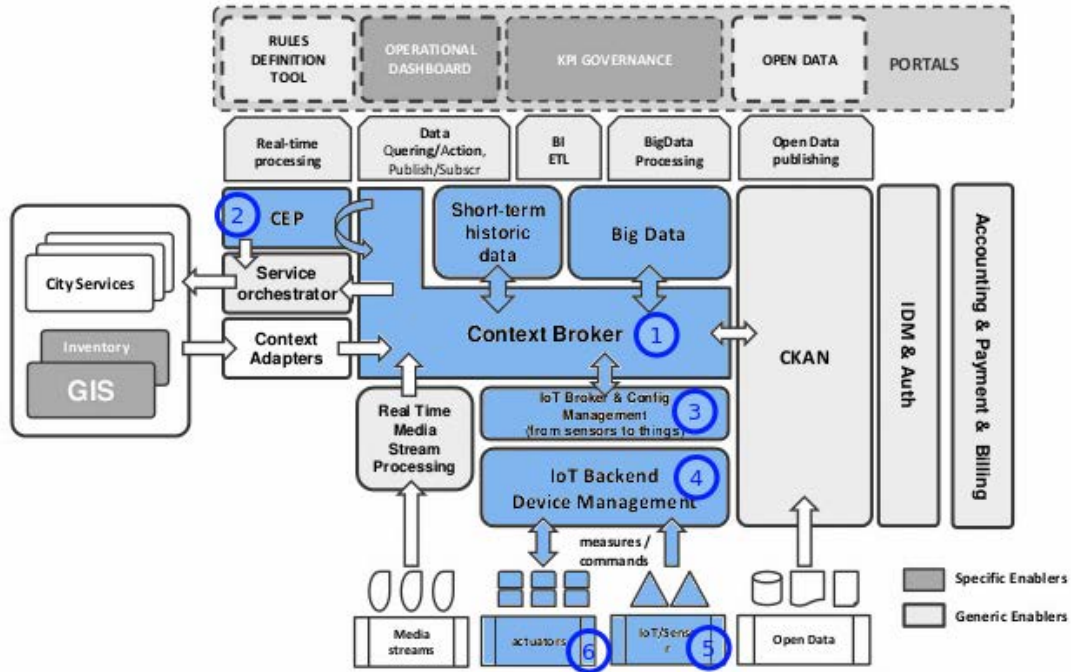 RULES
DEFINITION
TOOL
OPERATIONAL
DASHBOARD
KPI GOVERNANCE
OPEN DATA
PORTALS
Real-time
processing
Data
Quering/Action,
Publish/Subscr
BI
ETL
BigData
Processing
Open Data
publishing
2
CEP
Short-term
historic
data
Big Data
City Services
Service
orchestrator
Context Broker
1
Inventory
GIS
Context
Adapters
CKAN
IDM & Auth
Accounting & Payment & Billing
Real Time
Media
Stream
Processing
IoT Broker & Config
Management
(from sensors to things)
3
IoT Backend
Device Management
4
measures /
commands
Specific Enablers
Generic Enablers
Media
streams
actuators
6
IoT/Senso
r
5
Open Data